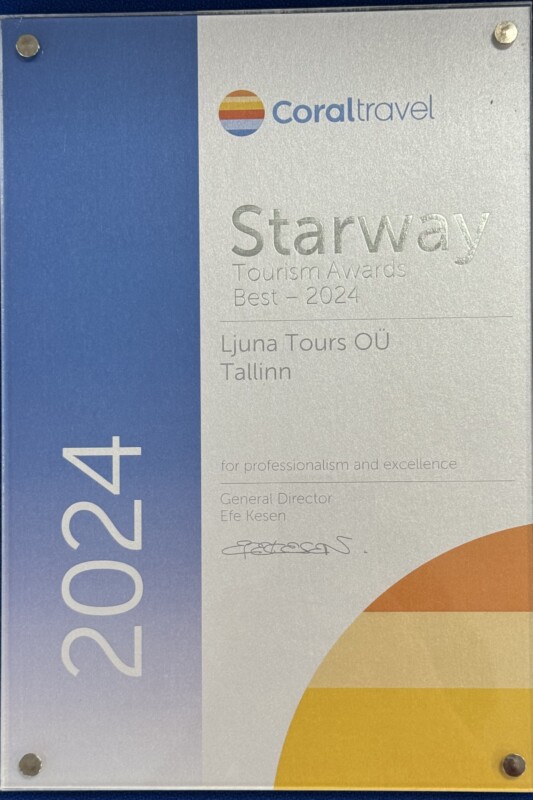 Coraltravel
Starway
Tourism Awards
Best – 2024
Ljuna Tours OÜ
Tallinn
for professionalism and excellence
General Director
Efe Kesen
2024